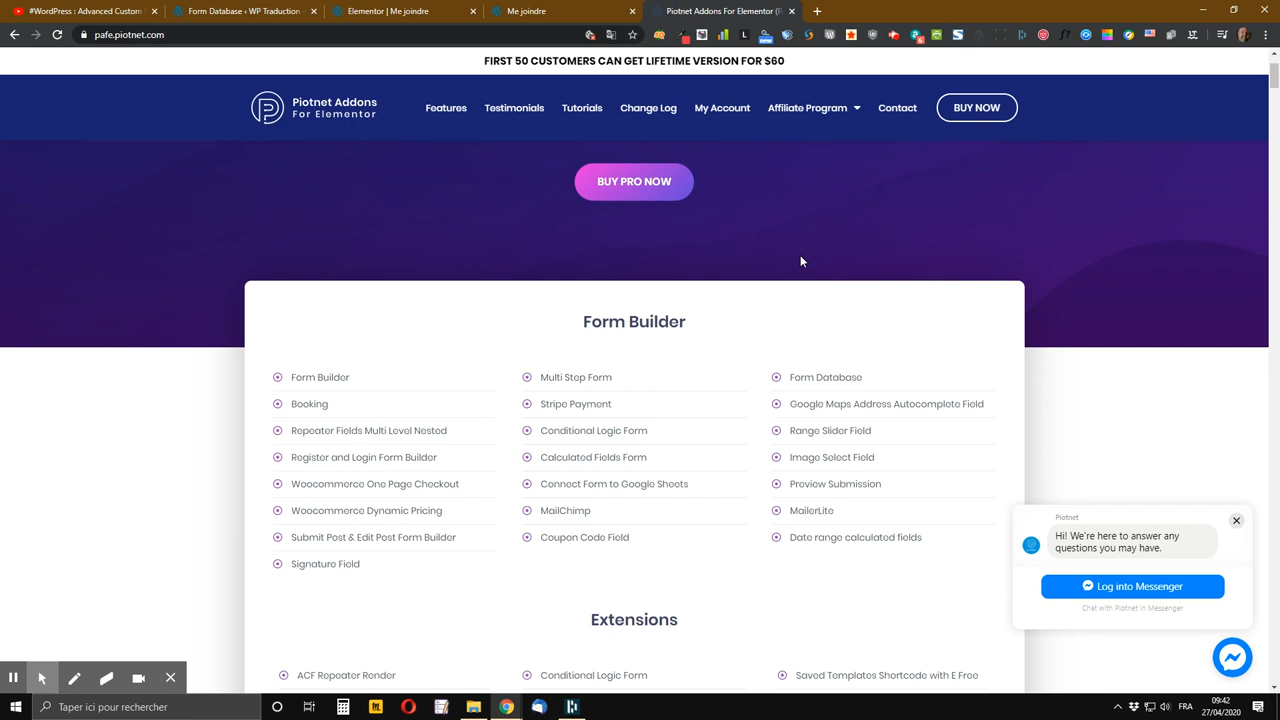 #WordPress : Advanced Custom
Form Database ‹ WP Traduction
Elementor | Me joindre
Me joindre
Piotnet Addons For Elementor (P
pafe.piotnet.com
FIRST 50 CUSTOMERS CAN GET LIFETIME VERSION FOR $60
Piotnet Addons
For Elementor
Features
Testimonials
Tutorials
Change Log
My Account
Affiliate Program
Contact
BUY NOW
BUY PRO NOW
Form Builder
Form Builder
Multi Step Form
Form Database
Booking
Stripe Payment
Google Maps Address Autocomplete Field
Repeater Fields Multi Level Nested
Conditional Logic Form
Range Slider Field
Register and Login Form Builder
Calculated Fields Form
Image Select Field
Woocommerce One Page Checkout
Connect Form to Google Sheets
Preview Submission
Woocommerce Dynamic Pricing
MailChimp
MailerLite
Submit Post & Edit Post Form Builder
Coupon Code Field
Date range calculated fields
Signature Field
Piotnet
Hi! We're here to answer any
questions you may have.
Log into Messenger
Chat with Piotnet in Messenger
Extensions
ACF Repeater Render
Conditional Logic Form
Saved Templates Shortcode with E Free
Taper ici pour rechercher
FRA
09:42
27/04/2020